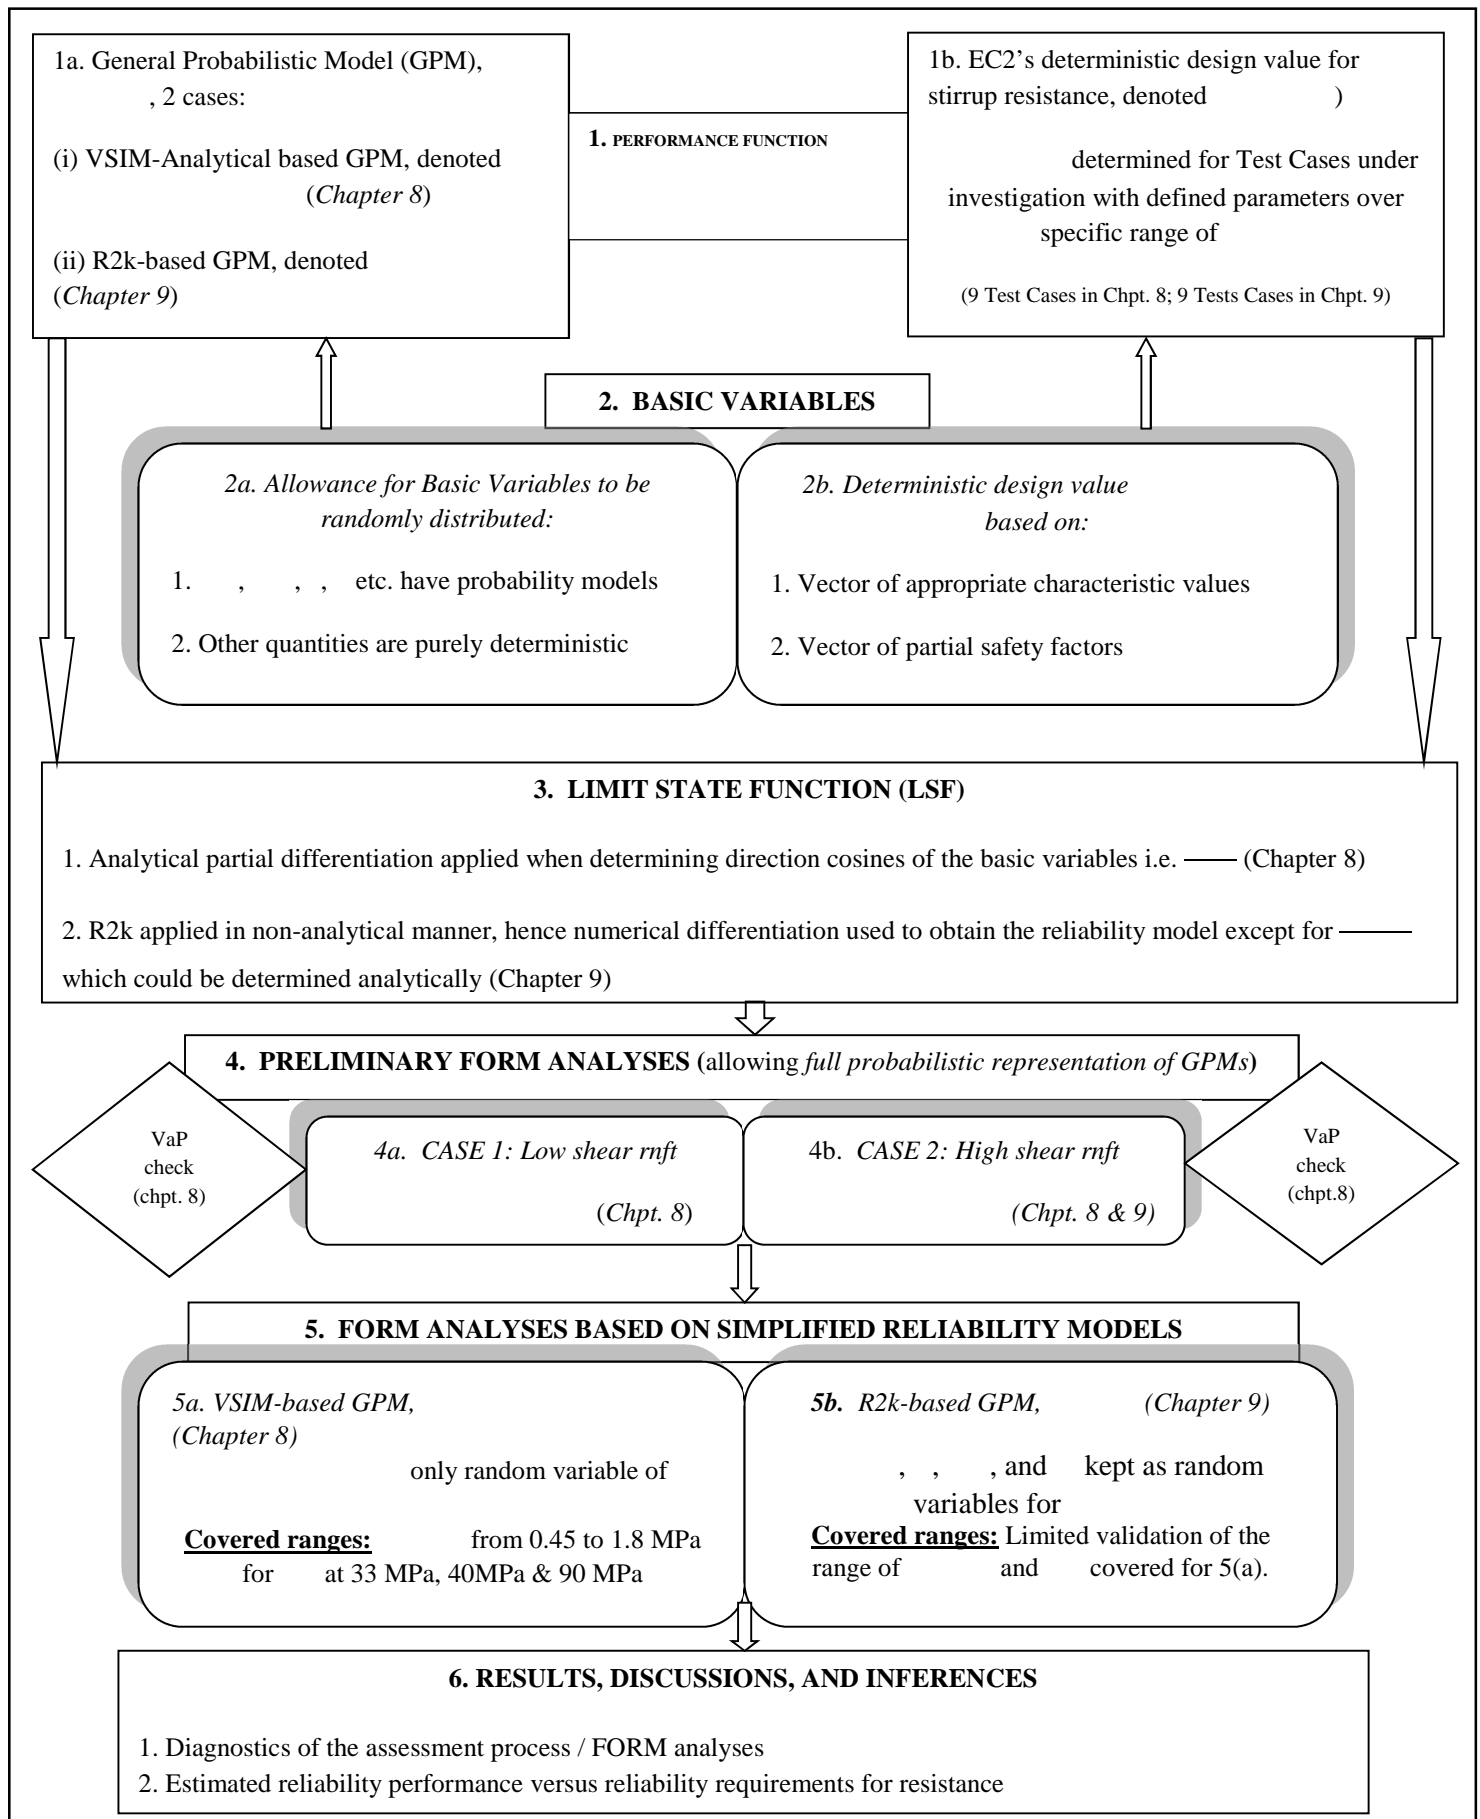 1a. General Probabilistic Model (GPM),
, 2 cases:
(i) VSIM-Analytical based GPM, denoted
(Chapter 8)
(ii) R2k-based GPM, denoted
(Chapter 9)
1. PERFORMANCE FUNCTION
1b. EC2’s deterministic design value for
stirrup resistance, denoted )
determined for Test Cases under
investigation with defined parameters over
specific range of
(9 Test Cases in Chpt. 8; 9 Tests Cases in Chpt. 9)
2. BASIC VARIABLES
2a. Allowance for Basic Variables to be
randomly distributed:
1. , , , etc. have probability models
2. Other quantities are purely deterministic
2b. Deterministic design value
based on:
1. Vector of appropriate characteristic values
2. Vector of partial safety factors
3. LIMIT STATE FUNCTION (LSF)
1. Analytical partial differentiation applied when determining direction cosines of the basic variables i.e. —— (Chapter 8)
2. R2k applied in non-analytical manner, hence numerical differentiation used to obtain the reliability model except for ——
which could be determined analytically (Chapter 9)
4. PRELIMINARY FORM ANALYSES (allowing full probabilistic representation of GPMs)
VaP
check
(chpt. 8)
4a. CASE 1: Low shear rnft
(Chpt. 8)
4b. CASE 2: High shear rnft
(Chpt. 8 & 9)
VaP
check
(chpt.8)
5. FORM ANALYSES BASED ON SIMPLIFIED RELIABILITY MODELS
5a. VSIM-based GPM,
(Chapter 8)
only random variable of
Covered ranges: from 0.45 to 1.8 MPa
for at 33 MPa, 40MPa & 90 MPa
5b. R2k-based GPM, (Chapter 9)
, , , and kept as random
variables for
Covered ranges: Limited validation of the
range of and covered for 5(a).
6. RESULTS, DISCUSSIONS, AND INFERENCES
1. Diagnostics of the assessment process / FORM analyses
2. Estimated reliability performance versus reliability requirements for resistance